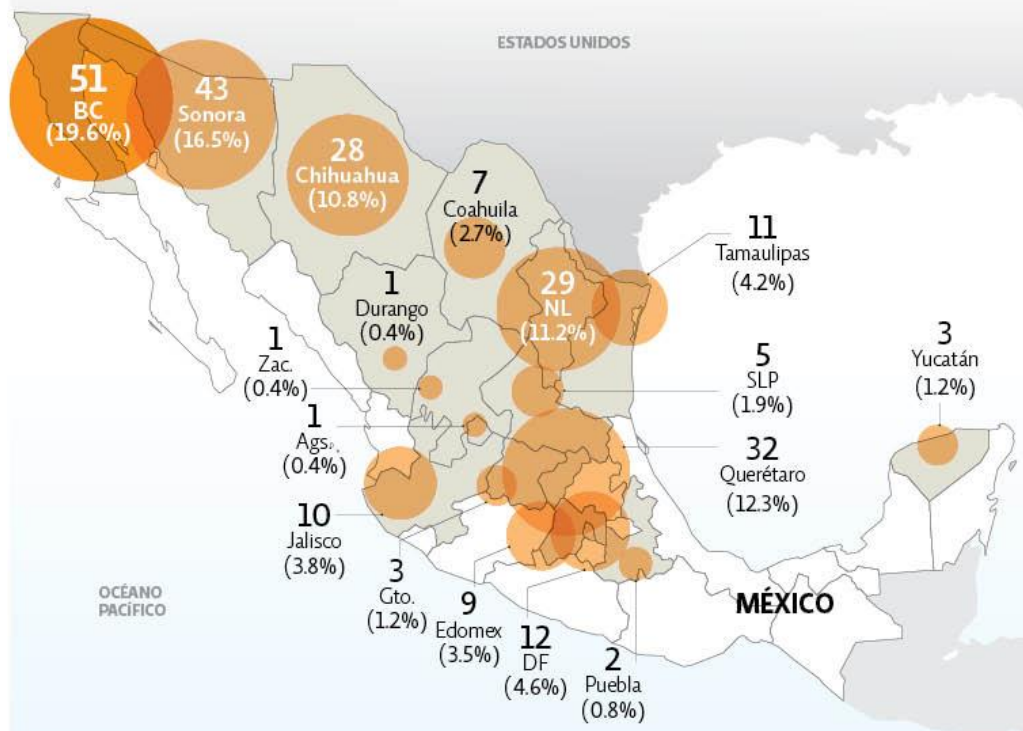 ESTADOS UNIDOS
51
BC
(19.6%)
43
Sonora
(16.5%)
28
Chihuahua
(10.8%)
7
Coahuila
(2.7%)
11
Tamaulipas
(4.2%)
29
NL
(11.2%)
1
Durango
(0.4%)
1
Zac.
(0.4%)
5
SLP
(1.9%)
3
Yucatán
(1.2%)
1
Ags.
(0.4%)
32
Querétaro
(12.3%)
10
Jalisco
(3.8%)
3
Gto.
(1.2%)
9
Edomex
(3.5%)
12
DF
(4.6%)
2
Puebla
(0.8%)
OCÉANO
PACÍFICO
MÉXICO